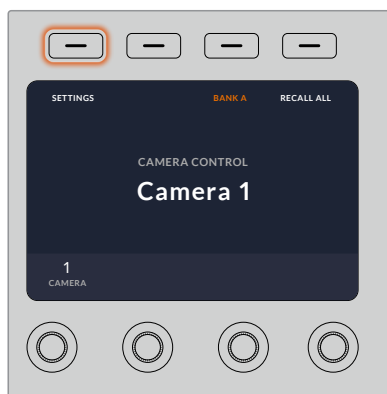 SETTINGS BANK A RECALL ALL
CAMERA CONTROL
Camera 1
1
CAMERA